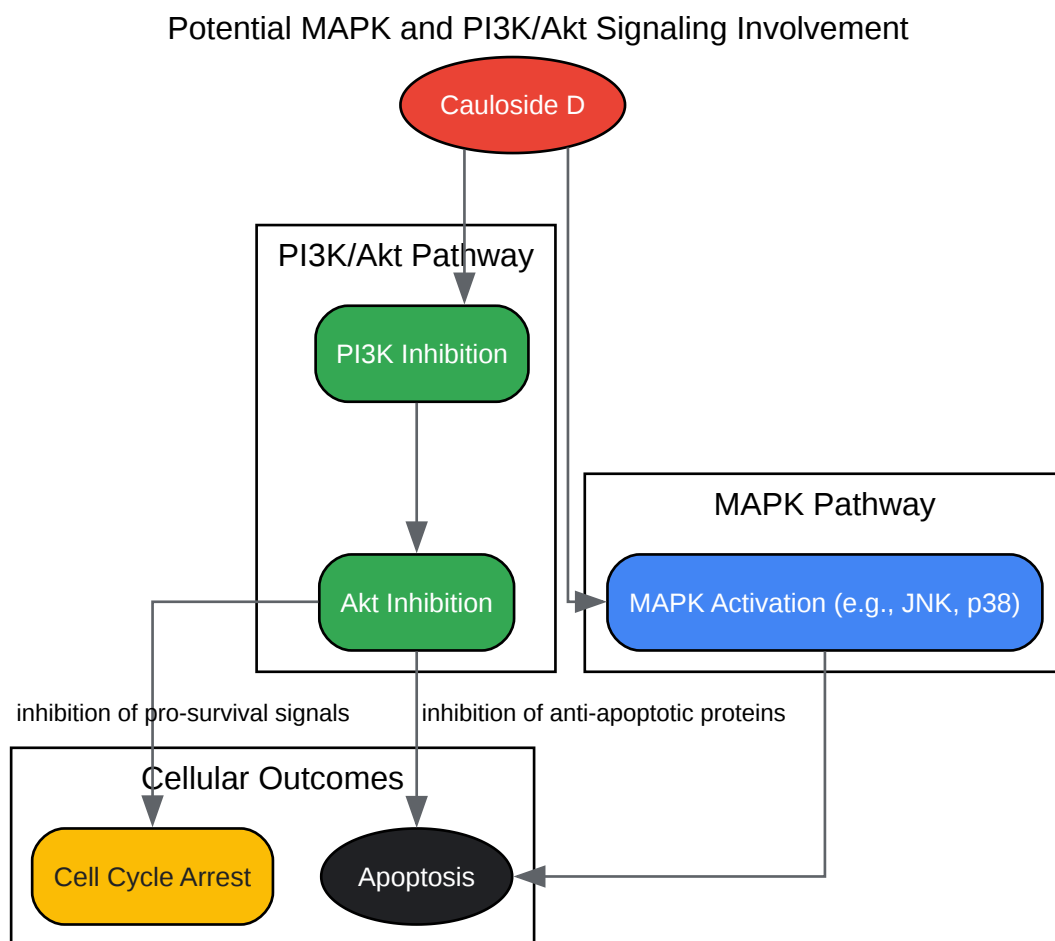 Potential MAPK and PI3K/Akt Signaling Involvement
Cauloside D
PI3K/Akt Pathway
PI3K Inhibition
MAPK Pathway
Akt Inhibition
MAPK Activation (e.g., JNK, p38)
inhibition of pro-survival signals
inhibition of anti-apoptotic proteins
Cellular Outcomes
Cell Cycle Arrest
Apoptosis